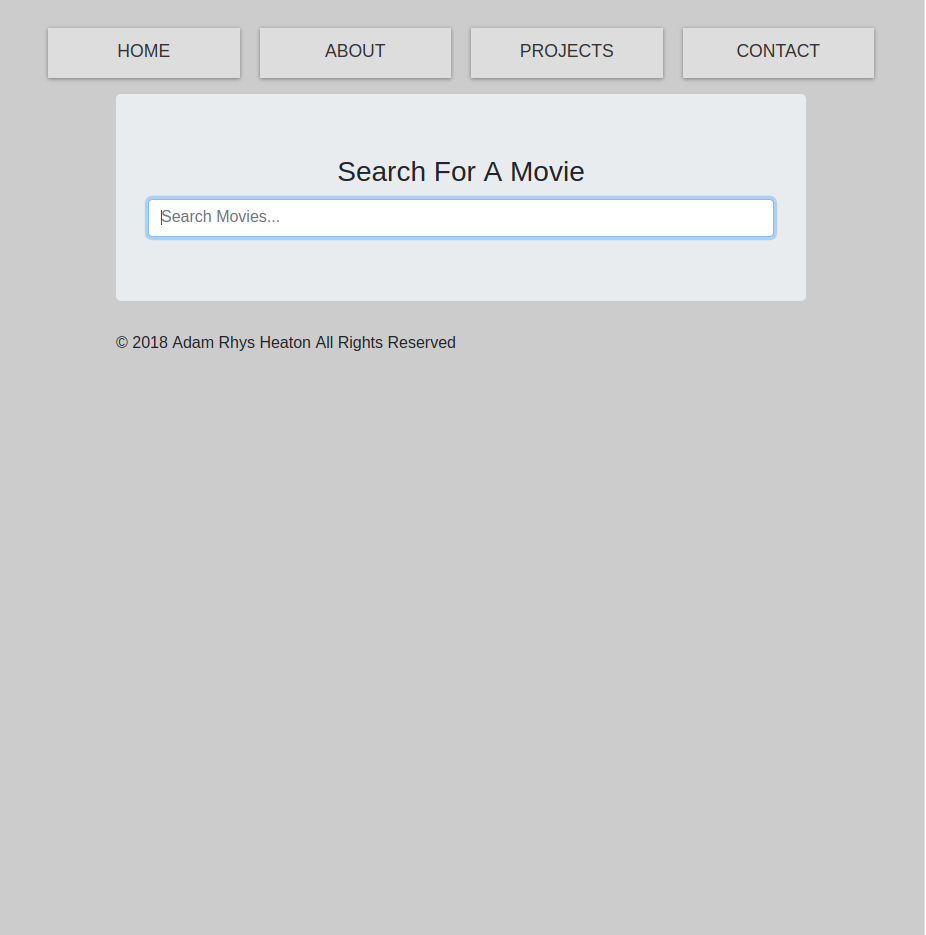 HOME ABOUT PROJECTS CONTACT
Search For A Movie
Search Movies...
© 2018 Adam Rhys Heaton All Rights Reserved